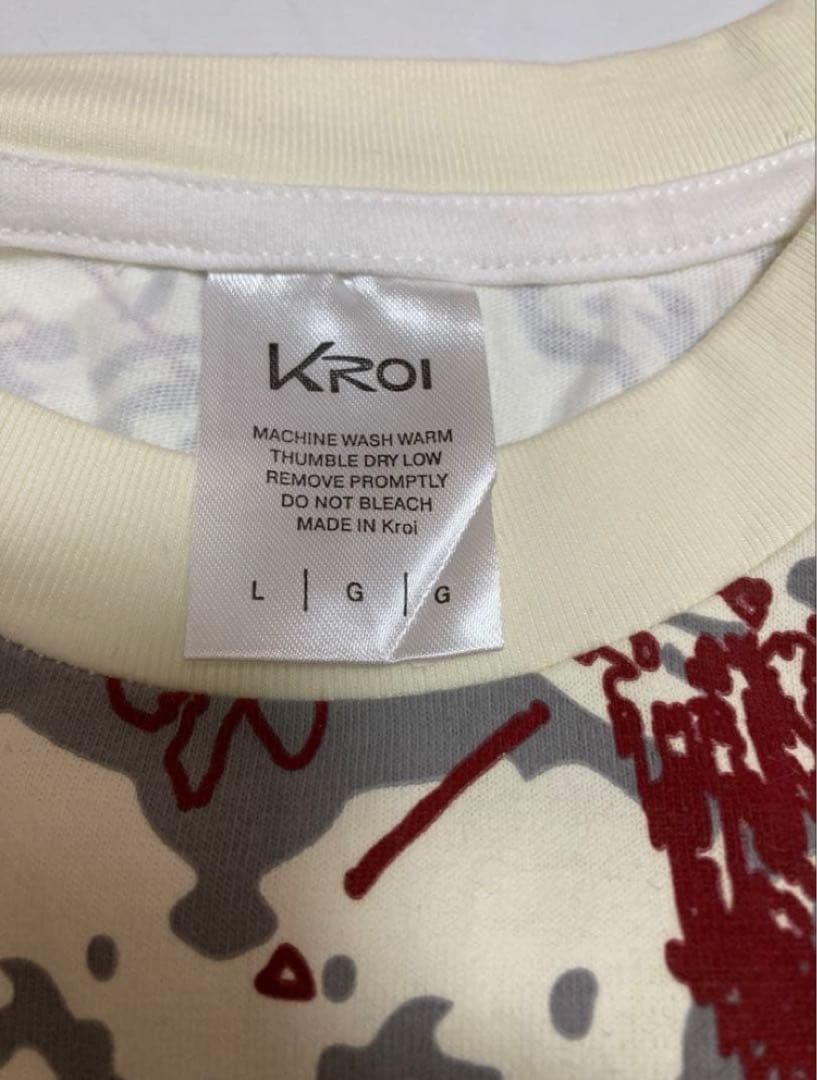 KROI
MACHINE WASH WARM
THUMBLE DRY LOW
REMOVE PROMPTLY
DO NOT BLEACH
MADE IN Kroi
L | G | G